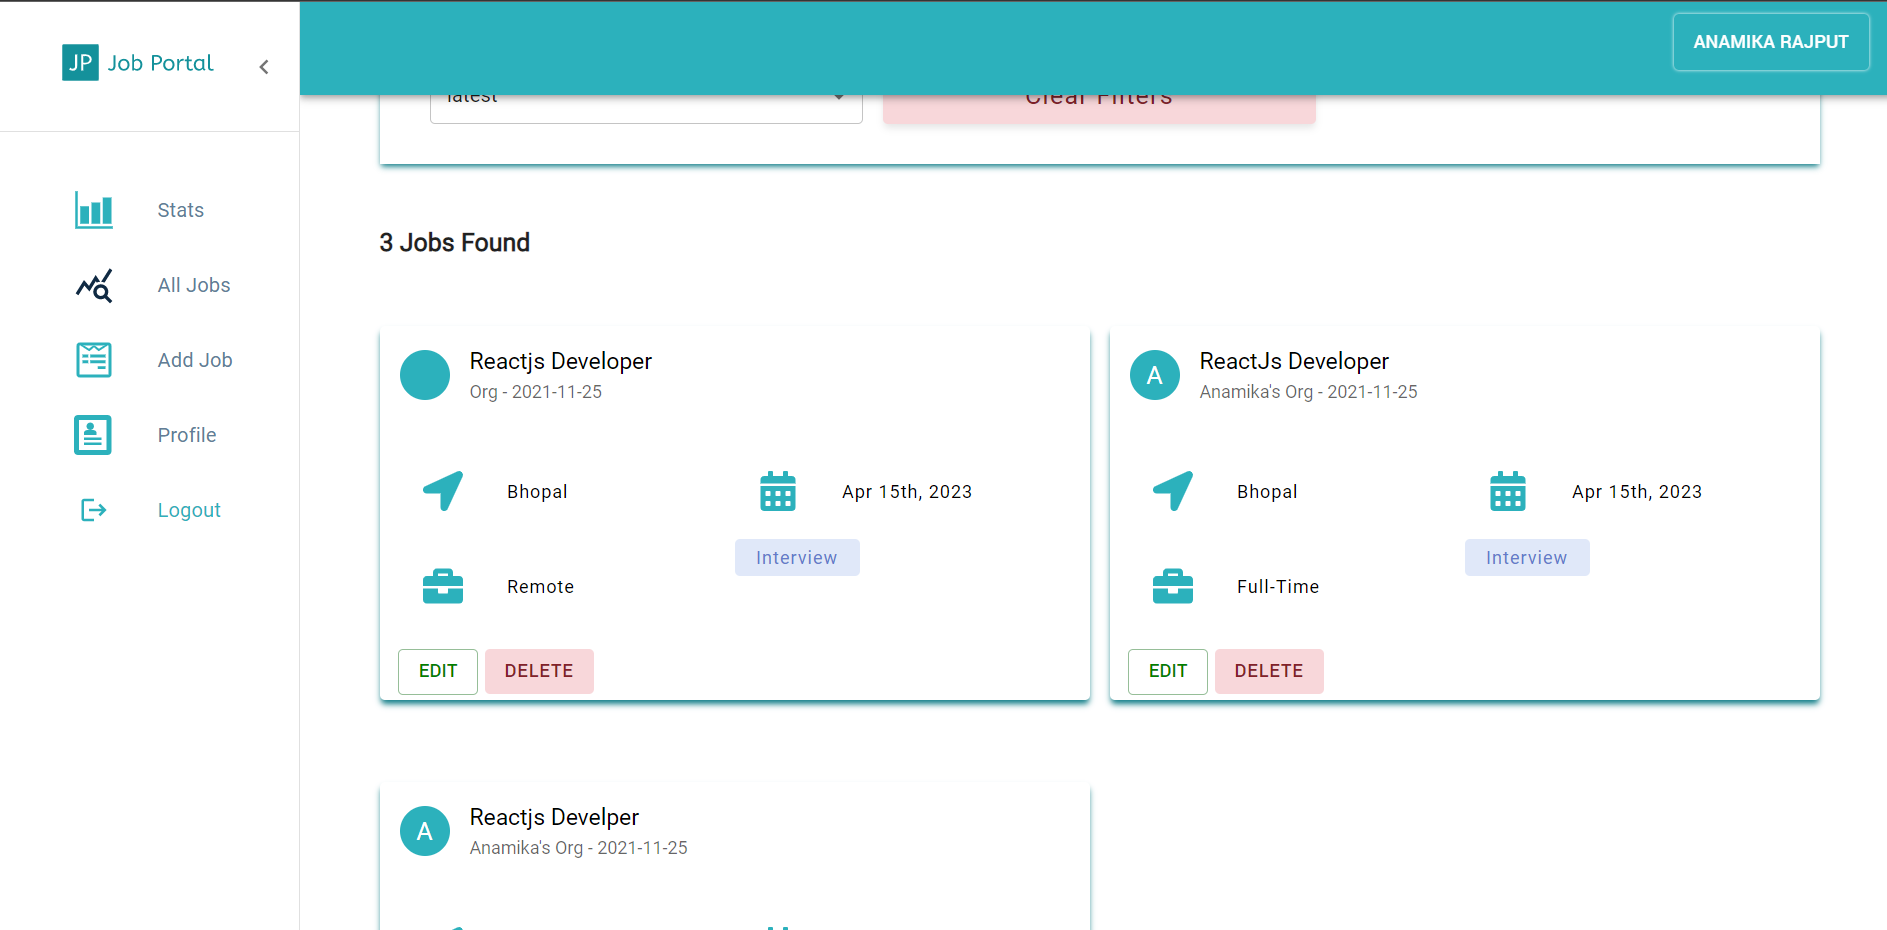 JP Job Portal
ANAMIKA RAJPUT
latest
Clear Filters
Stats
All Jobs
Add Job
Profile
Logout
3 Jobs Found
Reactjs Developer
Org - 2021-11-25
Bhopal
Apr 15th, 2023
Interview
Remote
EDIT
DELETE
ReactJs Developer
A
Anamika's Org - 2021-11-25
Bhopal
Apr 15th, 2023
Interview
Full-Time
EDIT
DELETE
Reactjs Develper
A
Anamika's Org - 2021-11-25